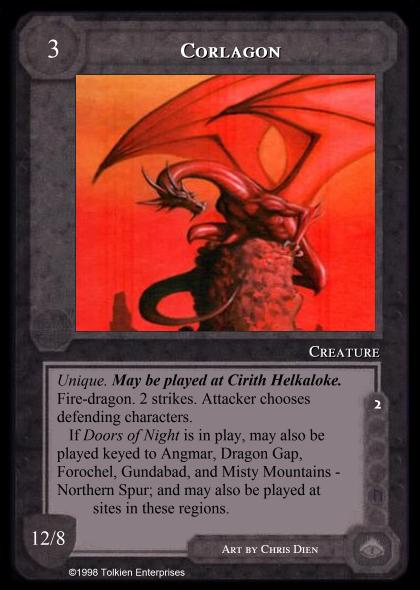 3
CORLAGON
CREATURE
Unique. May be played at Cirith Helkaloke.
Fire-dragon. 2 strikes. Attacker chooses
defending characters.
If Doors of Night is in play, may also be
played keyed to Angmar, Dragon Gap,
Forochel, Gundabad, and Misty Mountains -
Northern Spur; and may also be played at
sites in these regions.
2
12/8
ART BY CHRIS DIEN
©1998 Tolkien Enterprises